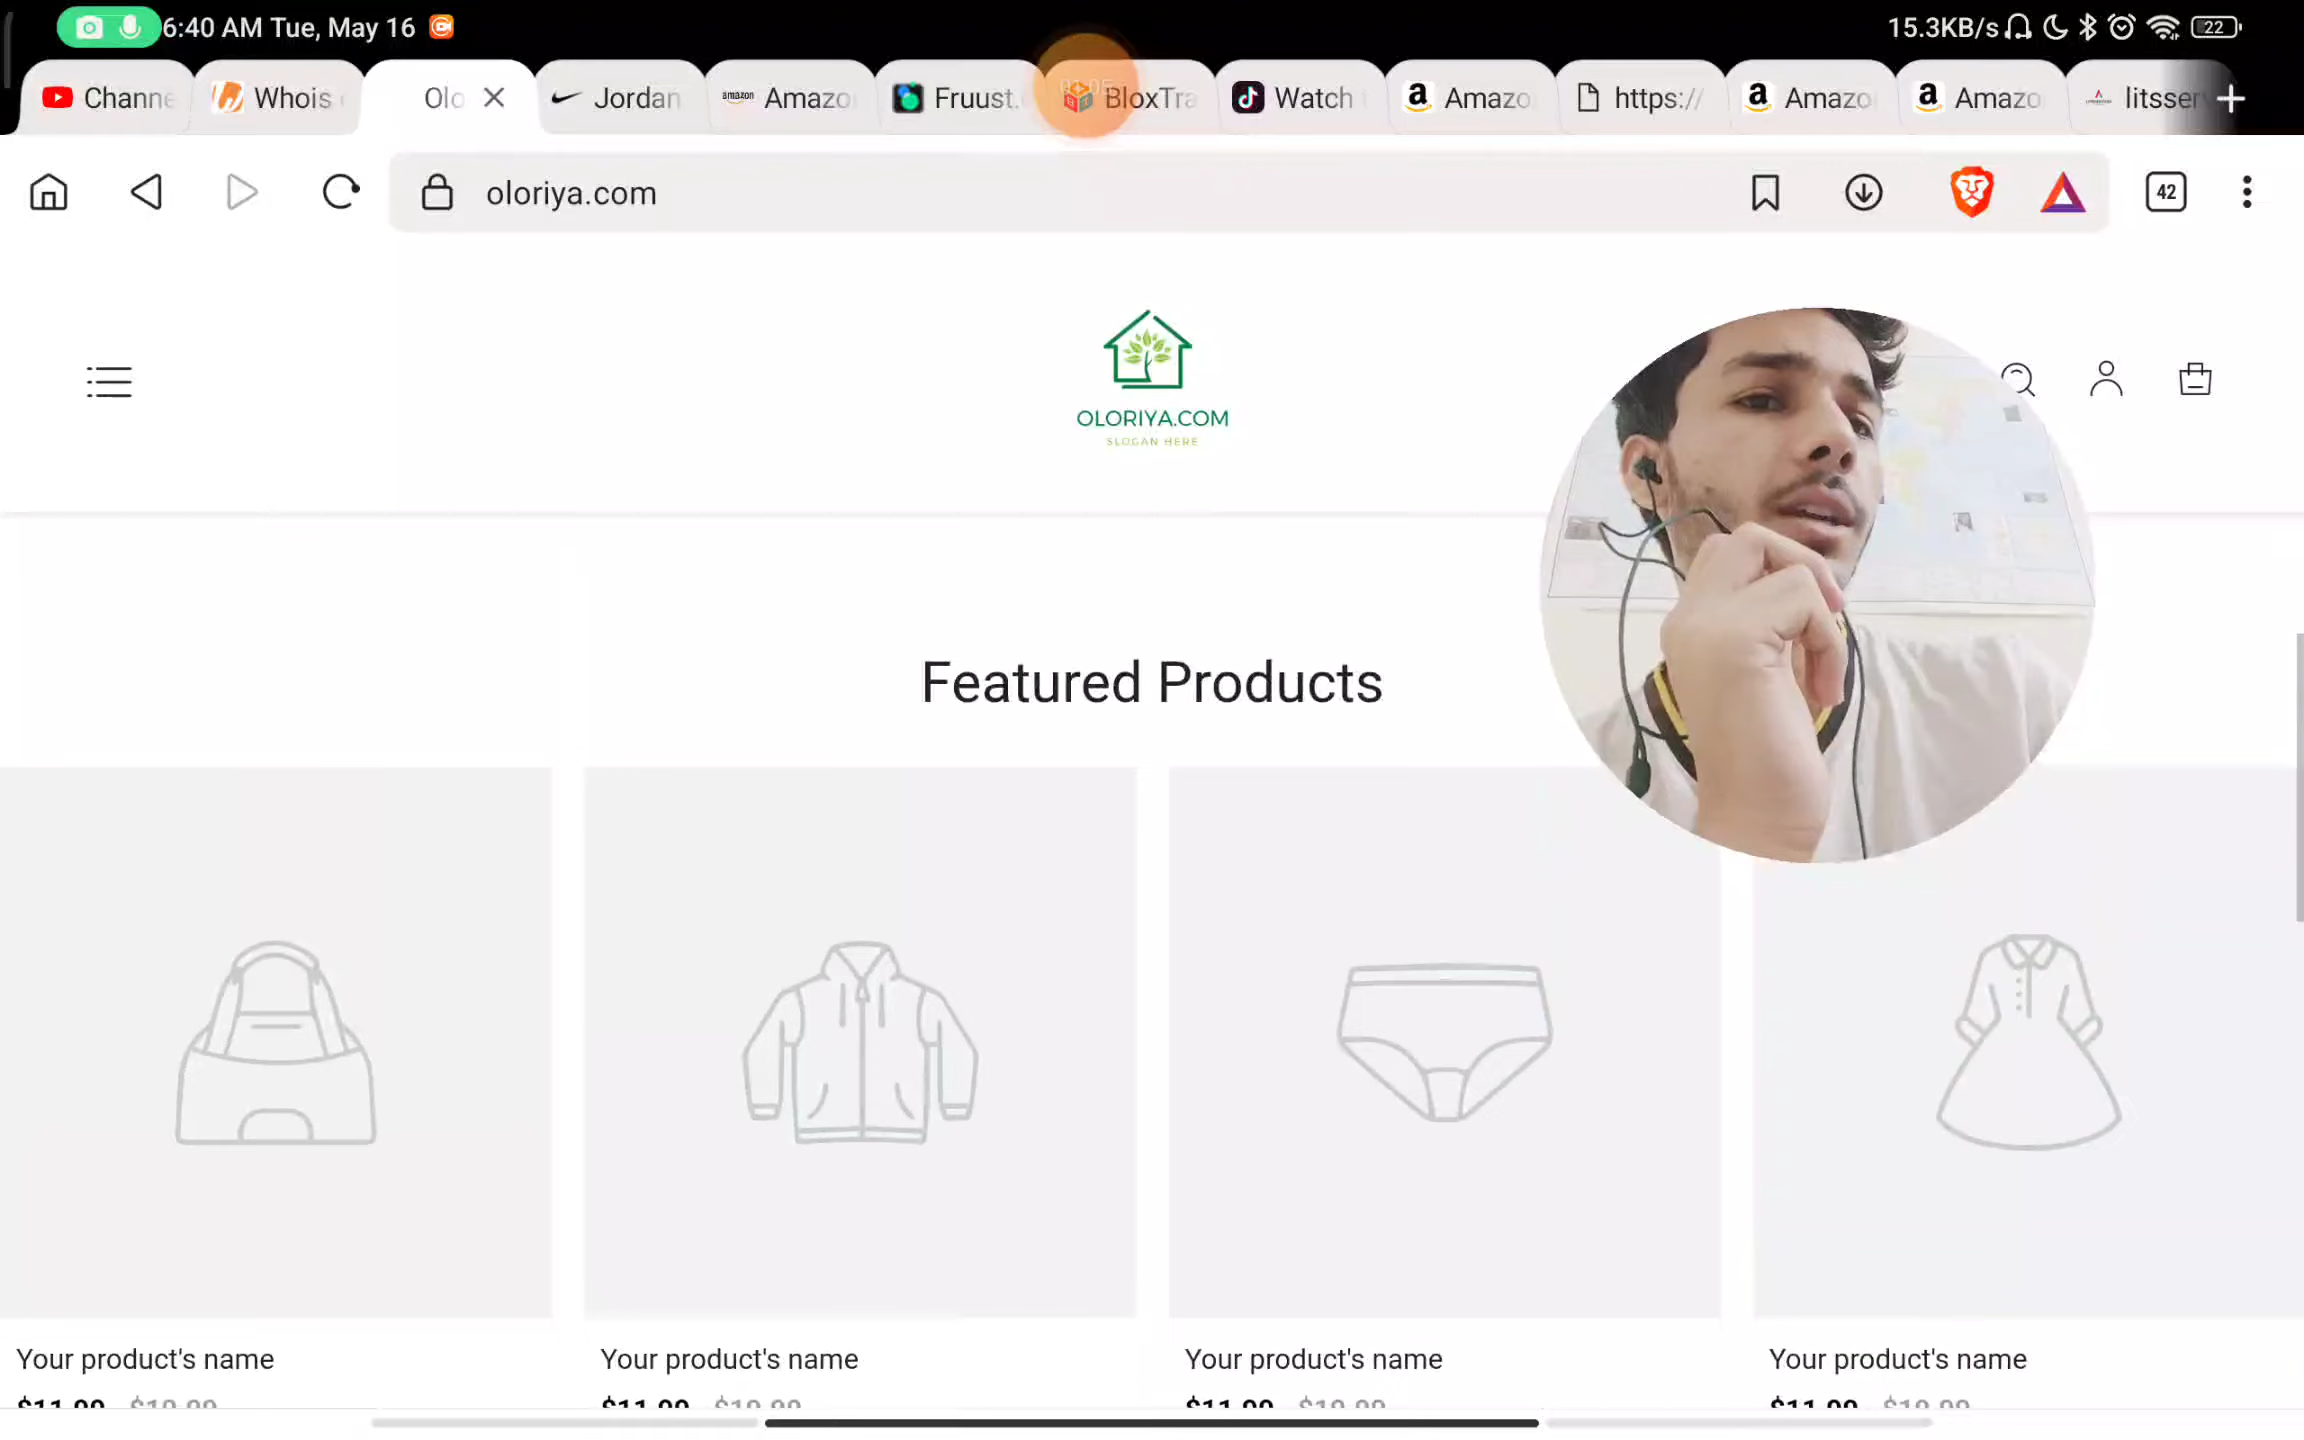 6:40 AM Tue, May 16
15.3KB/s
22
Channe
Whois
Olo
Jordan
amazon Amazo
Fruust.
BloxTra
Watch
Amazo
https://
Amazo
Amazo
litsser
oloriya.com
42
OLORIYA.COM
SLOGAN HERE
Featured Products
Your product's name
Your product's name
Your product's name
Your product's name